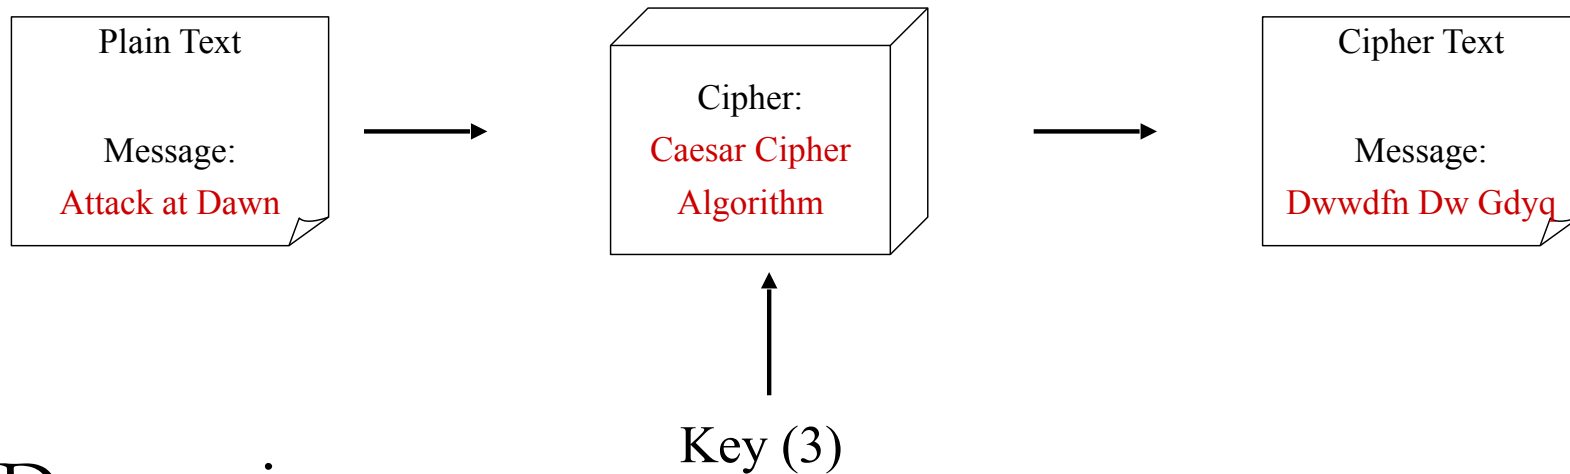 Plain Text
Message:
Attack at Dawn
Cipher:
Caesar Cipher
Algorithm
Cipher Text
Message:
Dwwdfn Dw Gdyq
Key (3)